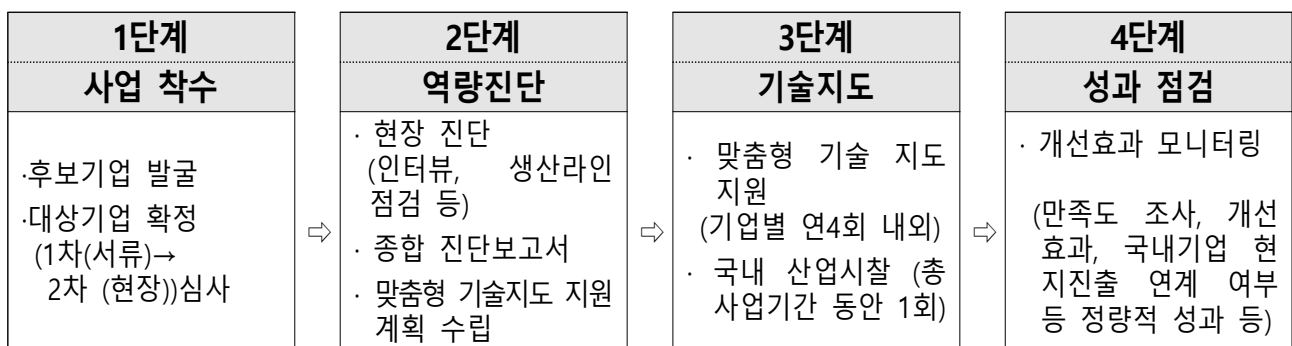 1단계
사업 착수
·후보기업 발굴
·대상기업 확정
(1차(서류)→
2차 (현장))심사
⇨
2단계
역량진단
· 현장 진단
(인터뷰, 생산라인
점검 등)
· 종합 진단보고서
· 맞춤형 기술지도 지원
계획 수립
⇨
3단계
기술지도
· 맞춤형 기술 지도
지원
(기업별 연4회 내외)
· 국내 산업시찰 (총
사업기간 동안 1회)
⇨
4단계
성과 점검
· 개선효과 모니터링
(만족도 조사, 개선
효과, 국내기업 현
지진출 연계 여부
등 정량적 성과 등)